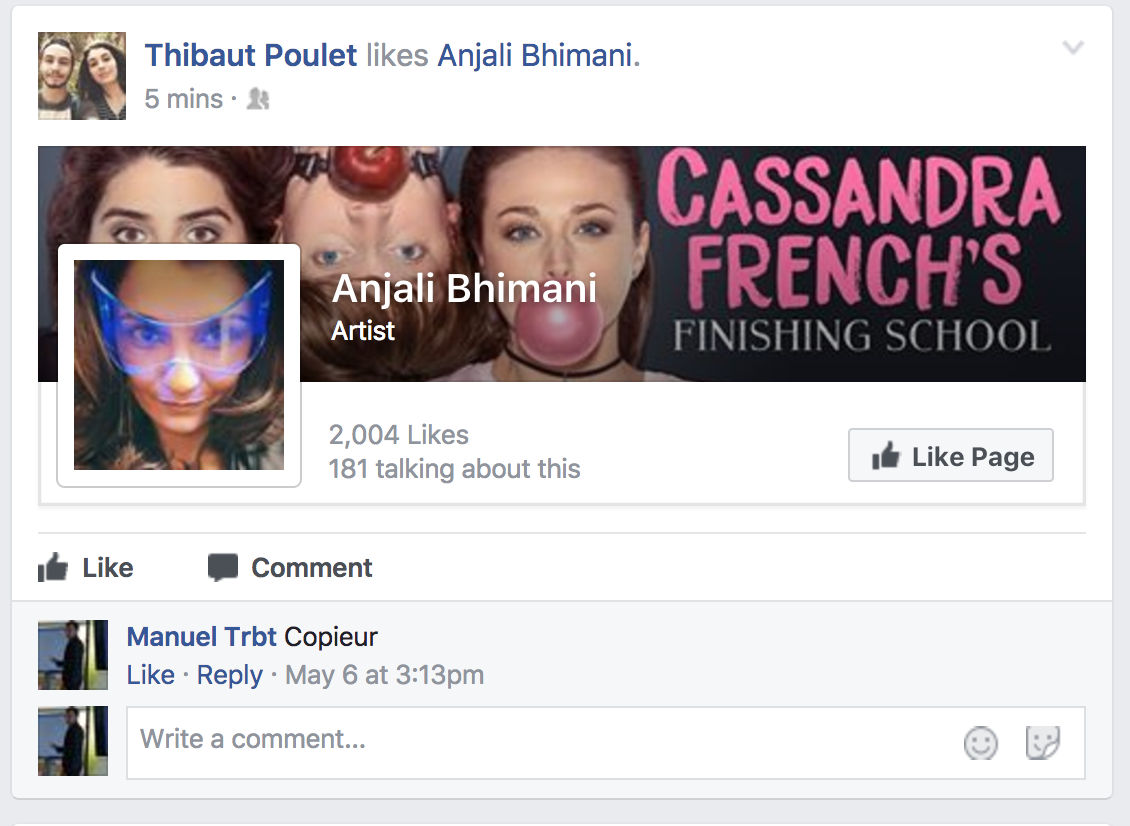 Thibaut Poulet likes Anjali Bhimani.
5 mins ·
CASSANDRA
FRENCH'S
FINISHING SCHOOL
Anjali Bhimani
Artist
2,004 Likes
181 talking about this
Like Page
Like Comment
Manuel Trbt Copieur
Like · Reply · May 6 at 3:13pm
Write a comment...